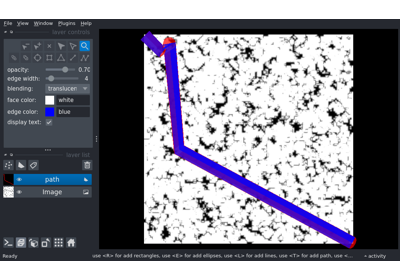 File View Window Plugins Help
layer controls
opacity: 0.70
edge width: 4
blending: translucen
face color: white
edge color: blue
display text:
layer list
path
Image
Ready use <R> for add rectangles, use <E> for add ellipses, use <L> for add lines, use <T> for add path, use <... activity